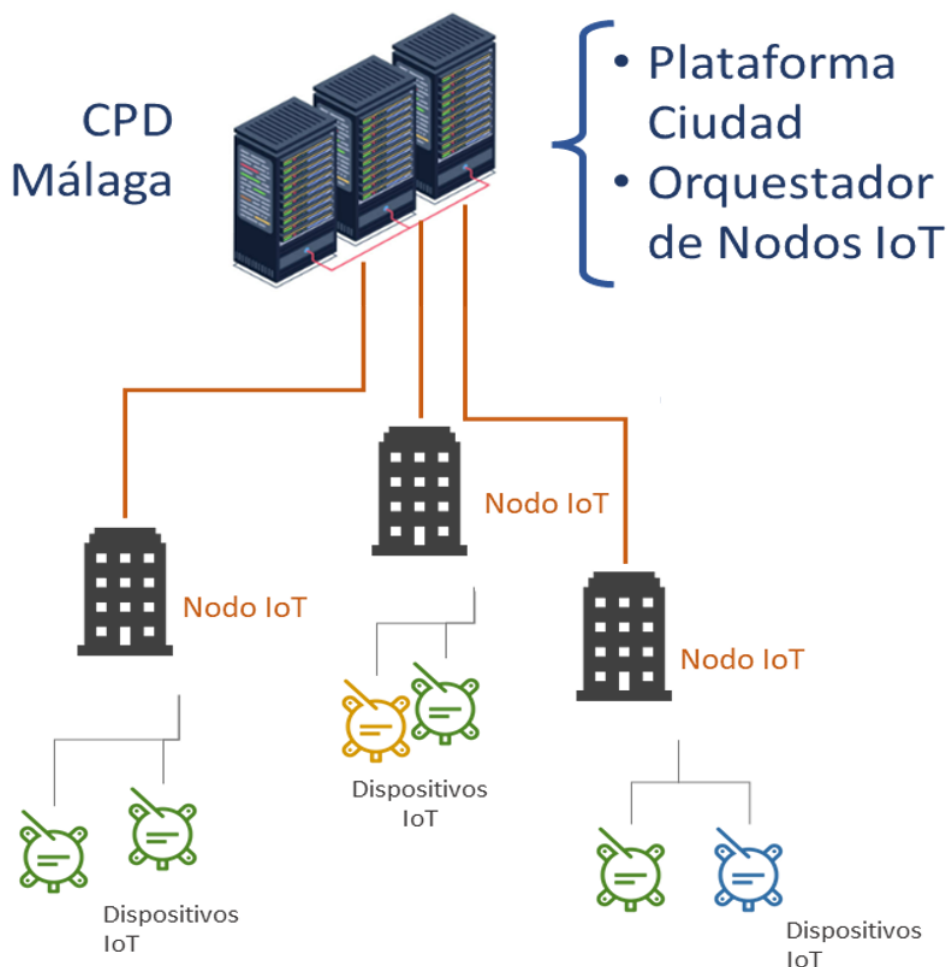 CPD
Málaga
• Plataforma
Ciudad
• Orquestador
de Nodos IoT
Nodo IoT
Nodo IoT
Nodo IoT
Dispositivos
IoT
Dispositivos
IoT
Dispositivos
IoT